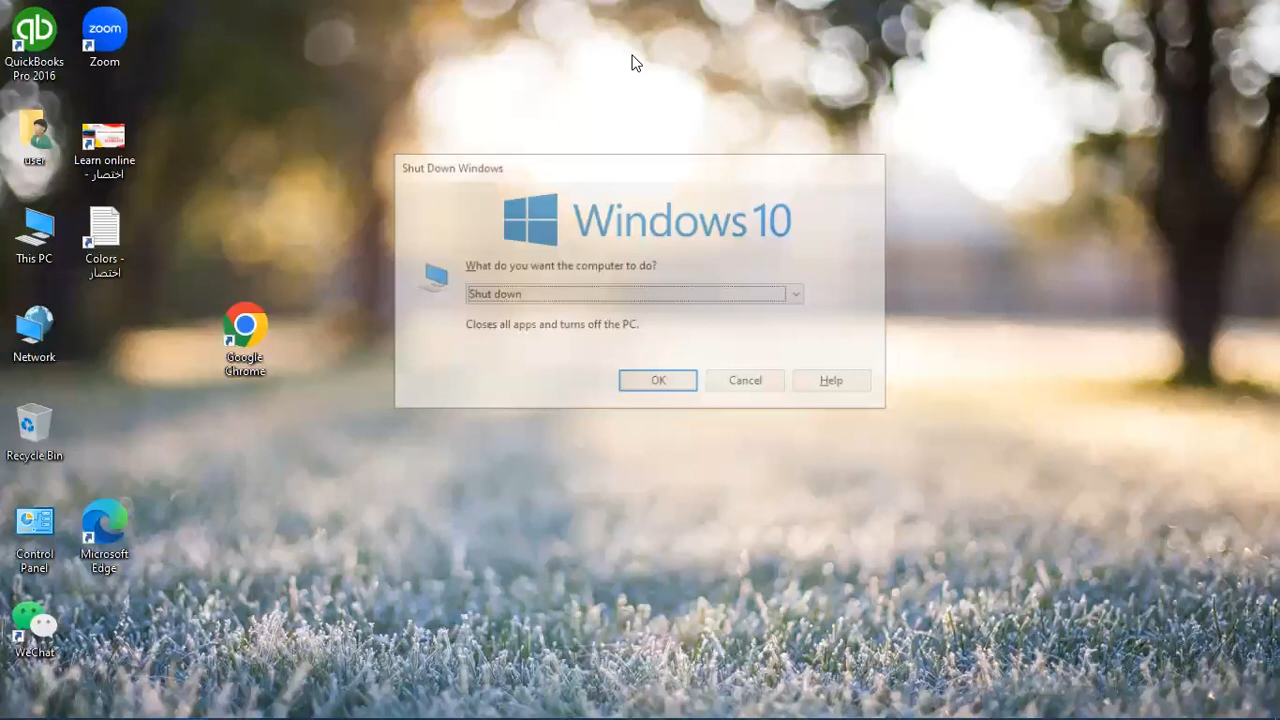 QuickBooks
Pro 2016
zoom
Zoom
user
Learn online
اختصار -
This PC
Colors -
اختصار
Network
Google
Chrome
Recycle Bin
Control
Panel
Microsoft
Edge
WeChat
Shut Down Windows
Windows 10
What do you want the computer to do?
Shut down
Closes all apps and turns off the PC.
OK
Cancel
Help